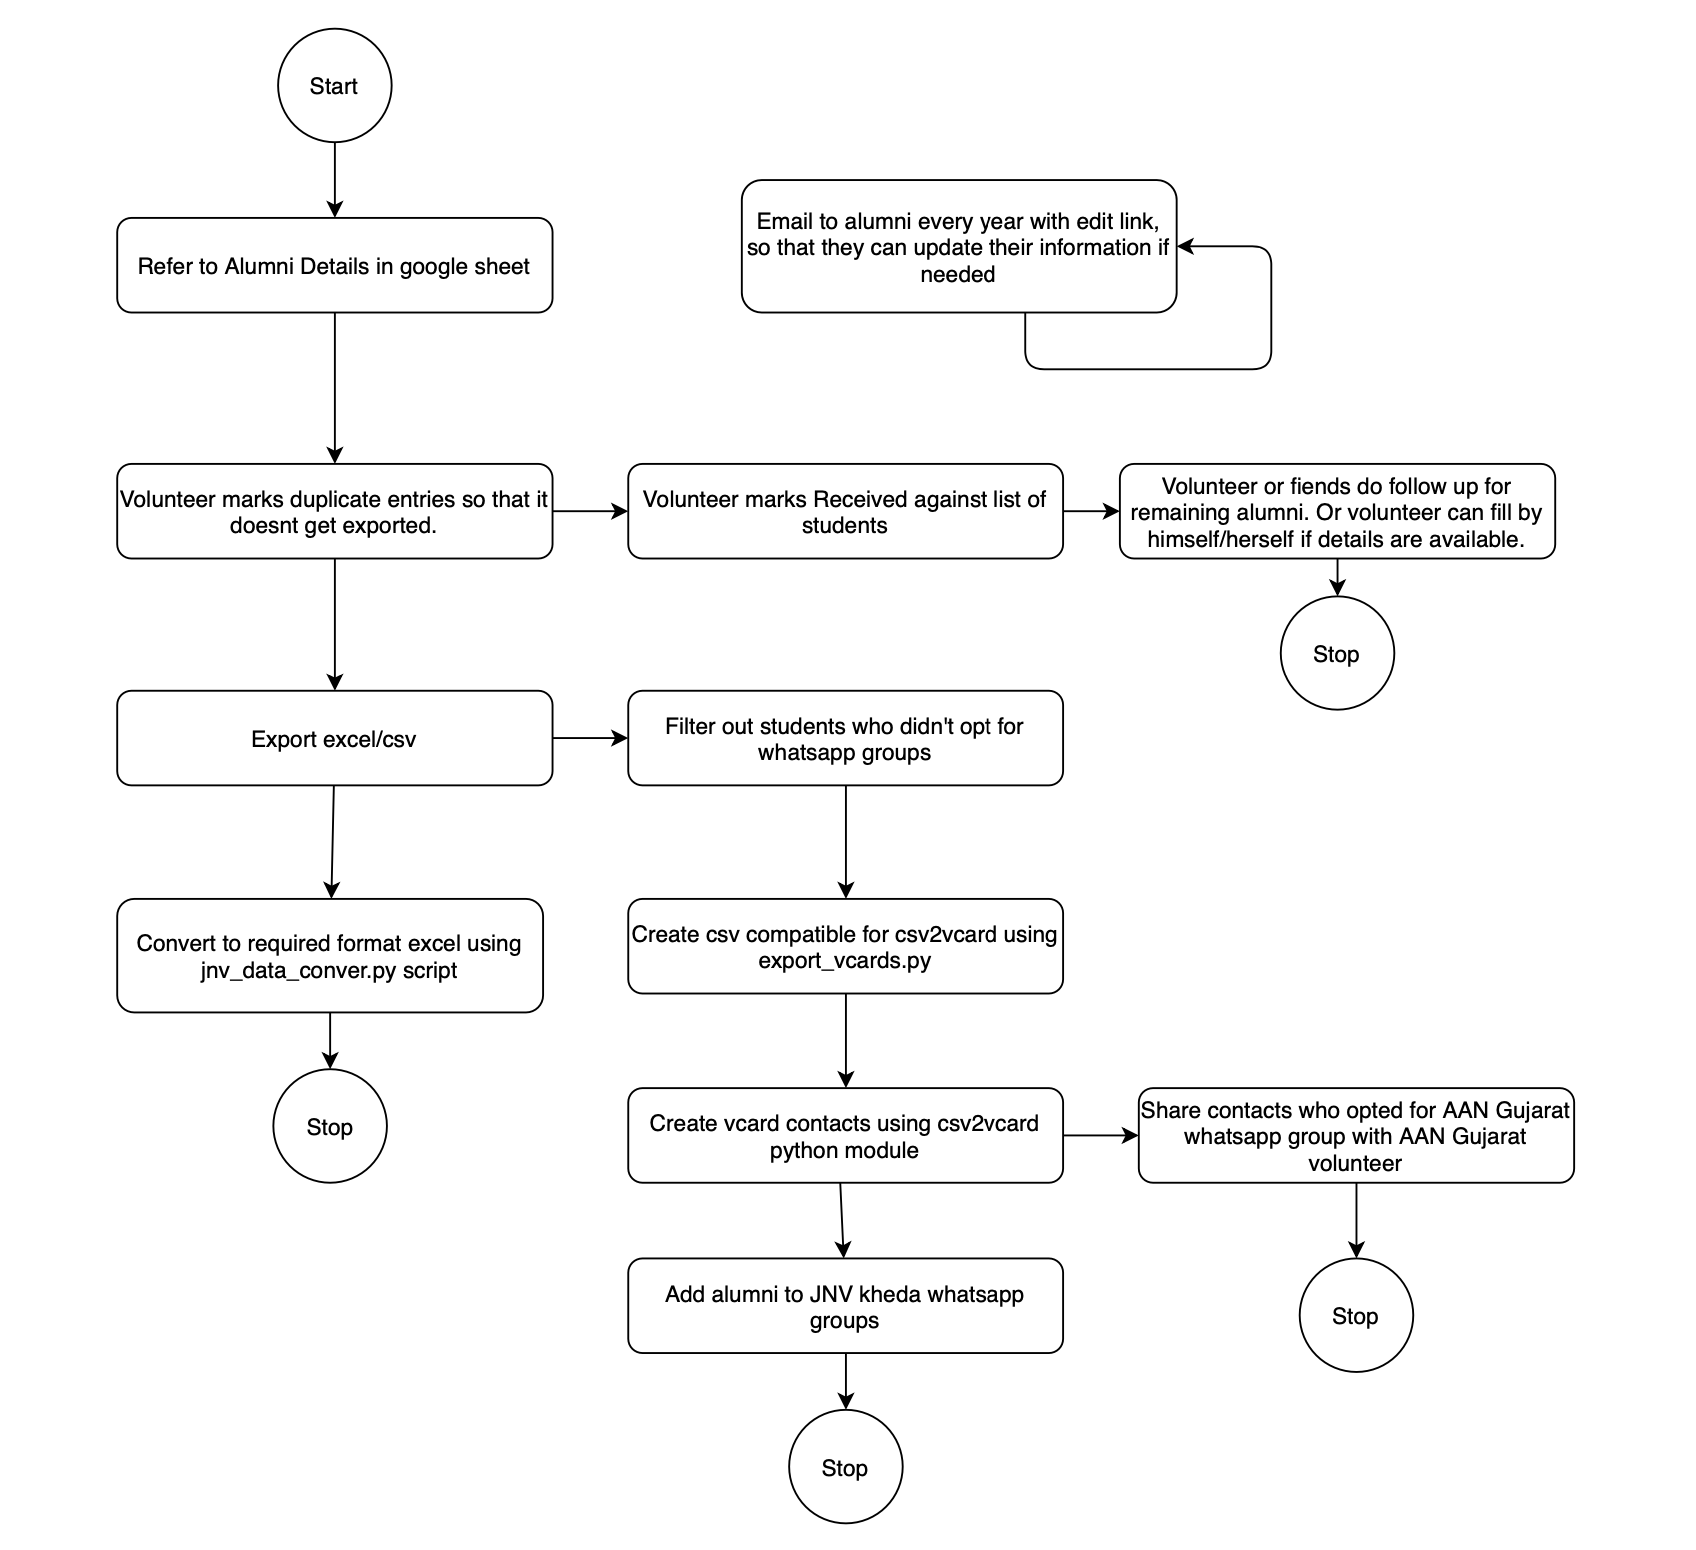 Start
Refer to Alumni Details in google sheet
Email to alumni every year with edit link,
so that they can update their information if
needed
Volunteer marks duplicate entries so that it
doesnt get exported.
Volunteer marks Received against list of
students
Volunteer or fiends do follow up for
remaining alumni. Or volunteer can fill by
himself/herself if details are available.
Stop
Export excel/csv
Filter out students who didn't opt for
whatsapp groups
Convert to required format excel using
jnv_data_conver.py script
Create csv compatible for csv2vcard using
export_vcards.py
Stop
Create vcard contacts using csv2vcard
python module
Share contacts who opted for AAN Gujarat
whatsapp group with AAN Gujarat
volunteer
Add alumni to JNV kheda whatsapp
groups
Stop
Stop